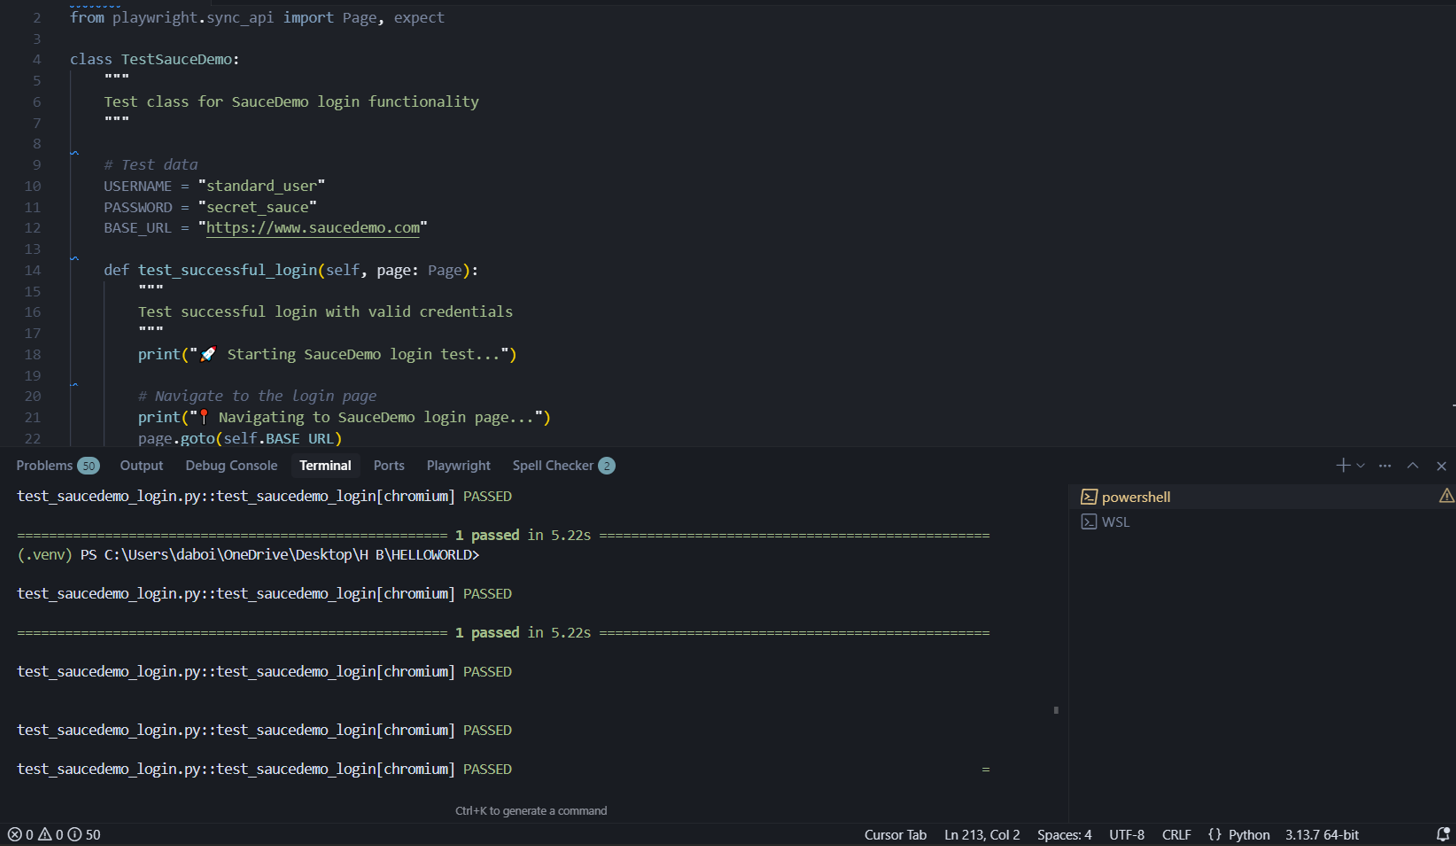 2 from playwright.sync_api import Page, expect
3
4 class TestSauceDemo:
5 """
6 Test class for SauceDemo login functionality
7 """
8
9 # Test data
10 USERNAME = "standard_user"
11 PASSWORD = "secret_sauce"
12 BASE_URL = "https://www.saucedemo.com"
13
14 def test_successful_login(self, page: Page):
15 """
16 Test successful login with valid credentials
17 """
18 print("🚀 Starting SauceDemo login test...")
19
20 # Navigate to the login page
21 print("📍 Navigating to SauceDemo login page...")
22 page.goto(self.BASE_URL)
Problems 50 Output Debug Console Terminal Ports Playwright Spell Checker 2
test_saucedemo_login.py::test_saucedemo_login[chromium] PASSED
====================================================== 1 passed in 5.22s =================================================
(.venv) PS C:\Users\daboi\OneDrive\Desktop\H B\HELLOWORLD>
test_saucedemo_login.py::test_saucedemo_login[chromium] PASSED
====================================================== 1 passed in 5.22s =================================================
test_saucedemo_login.py::test_saucedemo_login[chromium] PASSED
test_saucedemo_login.py::test_saucedemo_login[chromium] PASSED
test_saucedemo_login.py::test_saucedemo_login[chromium] PASSED =
powershell
WSL
Ctrl+K to generate a command
0 0 50 Cursor Tab Ln 213, Col 2 Spaces: 4 UTF-8 CRLF {} Python 3.13.7 64-bit